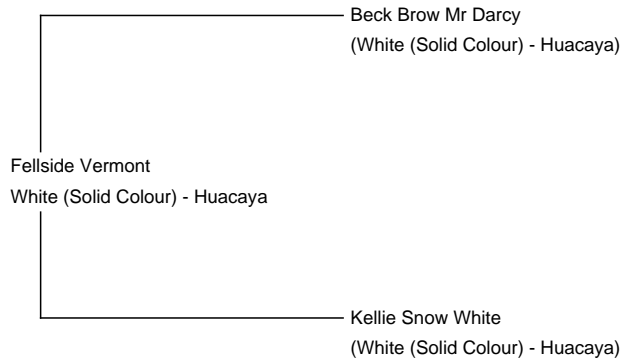 Beck Brow Mr Darcy
(White (Solid Colour) - Huacaya)
Fellside Vermont
White (Solid Colour) - Huacaya
Kellie Snow White
(White (Solid Colour) - Huacaya)